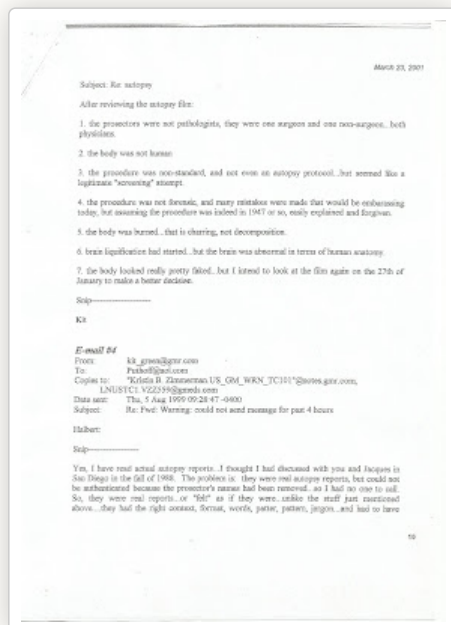 March 23, 2001
Subject: Re: autopsy
After reviewing the autopsy film:
1. the prosectors were not pathologists, they were one surgeon and one non-surgeon...both
physicians.
2. the body was not human
3. the procedure was non-standard, and not even an autopsy protocol...but seemed like a
legitimate "screening" attempt.
4. the procedure was not forensic, and many mistakes were made that would be embarrassing
today, but assuming the procedure was indeed in 1947 or so, easily explained and forgiven.
5. the body was burned...that is charring, not decomposition.
6. brain liquification had started...but the brain was abnormal in terms of human anatomy.
7. the body looked really pretty faked...but I intend to look at the film again on the 27th of
January to make a better decision.
Snip--------------------
Kit
E-mail #4
From: kit_green@gmr.com
To: Puthoff@aol.com
Copies to: "Kristin B. Zimmerman.US_GM_WRN_TC101"@notes.gmr.com,
LNUSTC1.VZZ559@gmeds.com
Date sent: Thu, 5 Aug 1999 09:28:47 -0400
Subject: Re: Fwd: Warning: could not send message for past 4 hours
Halbert:
Snip--------------------
Yes, I have read actual autopsy reports...I thought I had discussed with you and Jacques in
San Diego in the fall of 1988. The problem is: they were real autopsy reports, but could not
be authenticated because the prosector's names had been removed...so I had no one to call.
So, they were real reports...or "felt" as if they were...unlike the stuff just mentioned
above....they had the right context, format, words, patter, pattern, jargon...and had to have
10